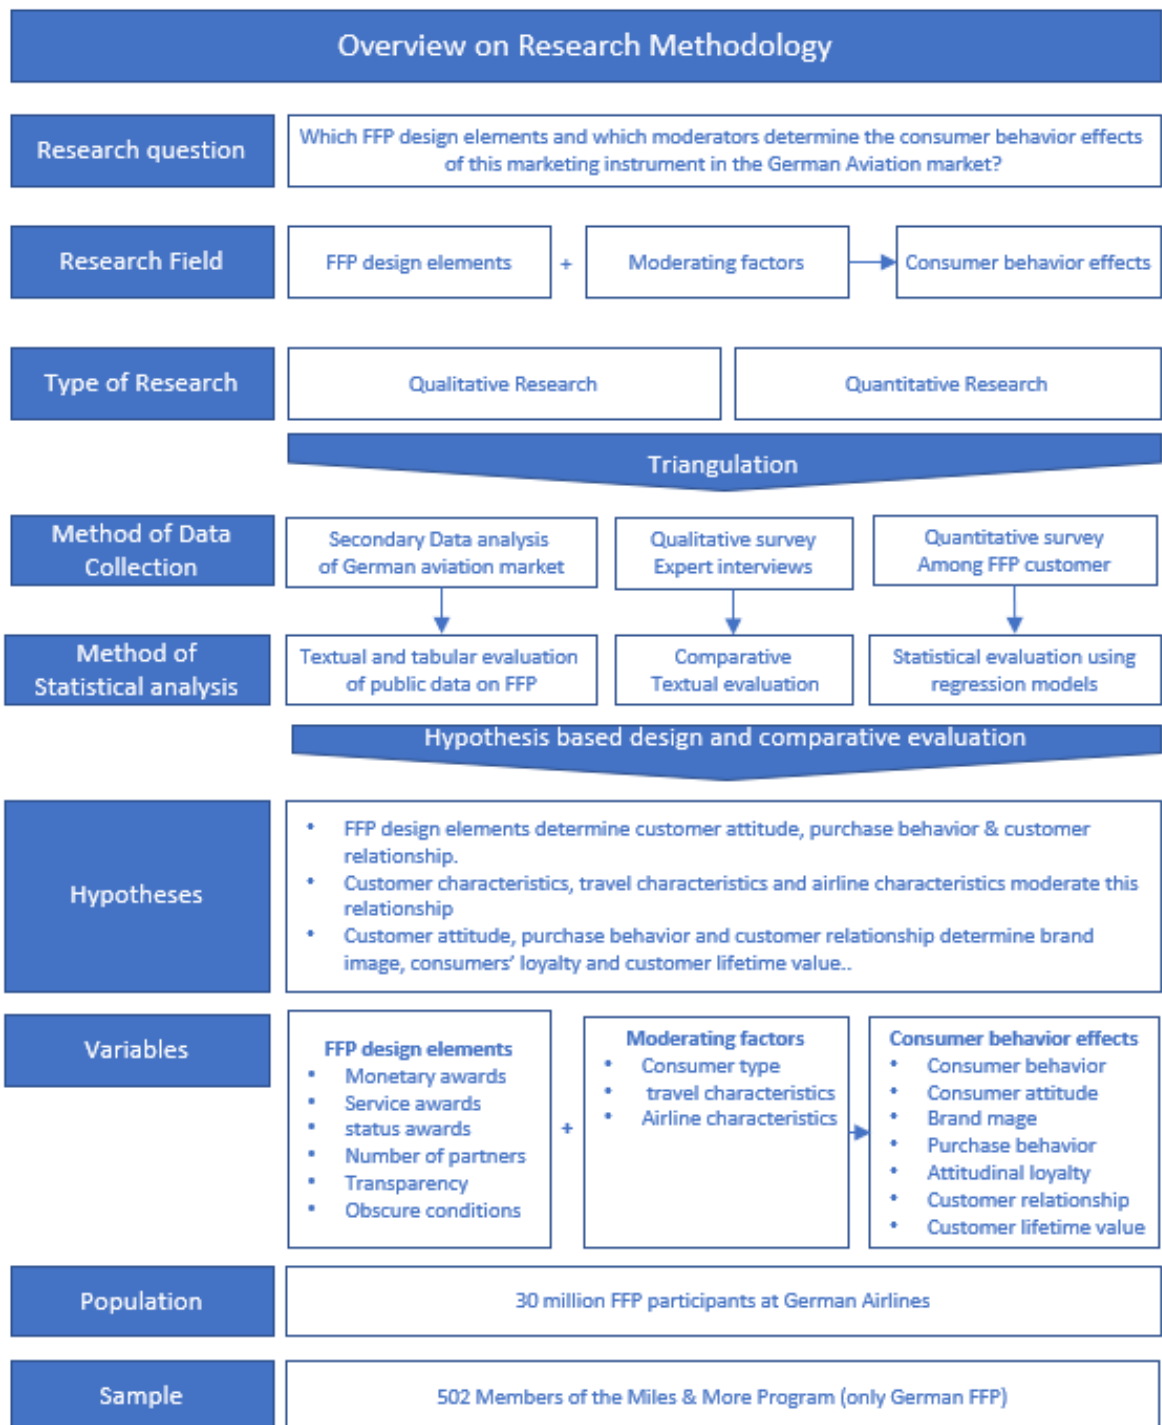 Overview on Research Methodology
Research question
Which FFP design elements and which moderators determine the consumer behavior effects
of this marketing instrument in the German Aviation market?
Research Field
FFP design elements
+
Moderating factors
Consumer behavior effects
Type of Research
Qualitative Research
Quantitative Research
Triangulation
Method of Data
Collection
Secondary Data analysis
of German aviation market
Qualitative survey
Expert interviews
Quantitative survey
Among FFP customer
Method of
Statistical analysis
Textual and tabular evaluation
of public data on FFP
Comparative
Textual evaluation
Statistical evaluation using
regression models
Hypothesis based design and comparative evaluation
Hypotheses
• FFP design elements determine customer attitude, purchase behavior & customer
relationship.
• Customer characteristics, travel characteristics and airline characteristics moderate this
relationship
• Customer attitude, purchase behavior and customer relationship determine brand
image, consumers' loyalty and customer lifetime value..
Variables
FFP design elements
• Monetary awards
• Service awards
• status awards
• Number of partners
• Transparency
• Obscure conditions
+
Moderating factors
• Consumer type
• travel characteristics
• Airline characteristics
Consumer behavior effects
• Consumer behavior
• Consumer attitude
• Brand mage
• Purchase behavior
• Attitudinal loyalty
• Customer relationship
• Customer lifetime value
Population
30 million FFP participants at German Airlines
Sample
502 Members of the Miles & More Program (only German FFP)